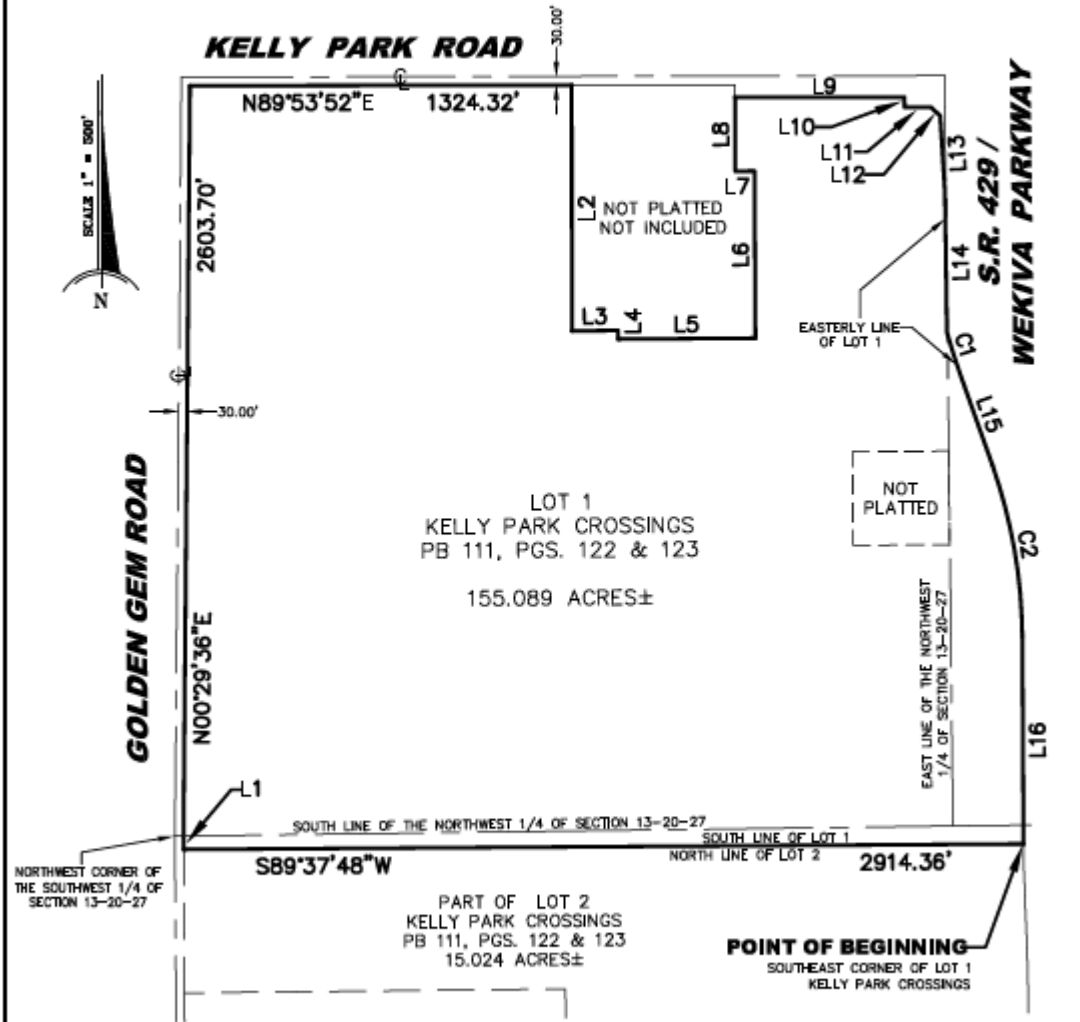 KELLY PARK ROAD
30.00'
N89°53'52"E 1324.32'
SCALE 1" = 500'
N
2603.70'
L2
NOT PLATTED
NOT INCLUDED
L3
L4
L5
L6
L7
L8
L9
L10
L11
L12
L13
L14
S.R. 429 /
WEKIVA PARKWAY
EASTERLY LINE
OF LOT 1
C1
L15
30.00'
GOLDEN GEM ROAD
N00°29'36"E
LOT 1
KELLY PARK CROSSINGS
PB 111, PGS. 122 & 123
155.089 ACRES±
NOT
PLATTED
C2
EAST LINE OF THE NORTHWEST
1/4 OF SECTION 13-20-27
L16
L1
SOUTH LINE OF THE NORTHWEST 1/4 OF SECTION 13-20-27
SOUTH LINE OF LOT 1
NORTH LINE OF LOT 2
S89°37'48"W
2914.36'
NORTHWEST CORNER OF
THE SOUTHWEST 1/4 OF
SECTION 13-20-27
PART OF LOT 2
KELLY PARK CROSSINGS
PB 111, PGS. 122 & 123
15.024 ACRES±
POINT OF BEGINNING
SOUTHEAST CORNER OF LOT 1
KELLY PARK CROSSINGS